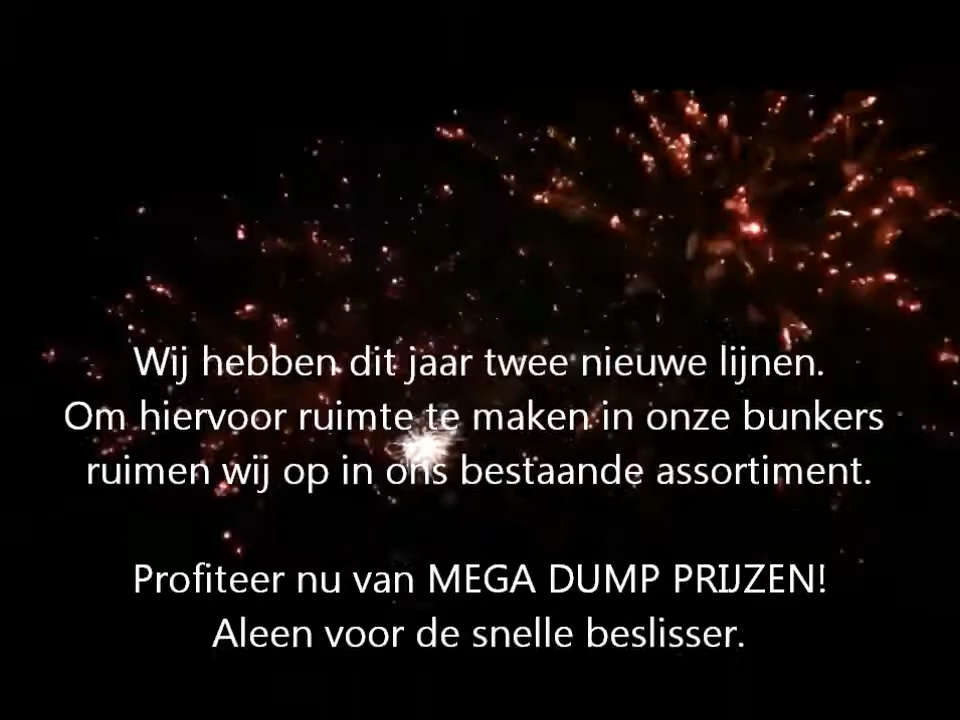 Wij hebben dit jaar twee nieuwe lijnen.
Om hiervoor ruimte te maken in onze bunkers
ruimen wij op in ons bestaande assortiment.
Profiteer nu van MEGA DUMP PRIJZEN!
Aleen voor de snelle beslisser.